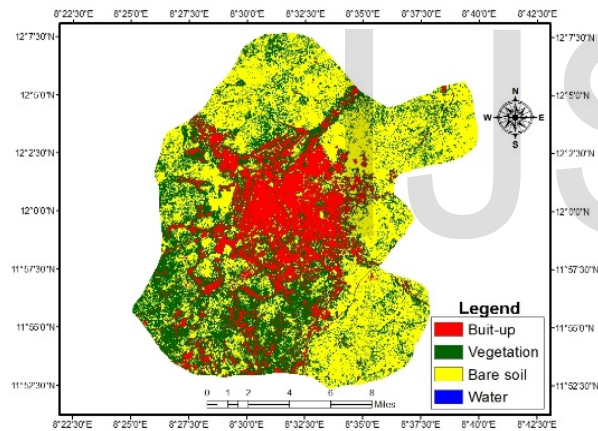 8°22'30"E 8°25'0"E 8°27'30"E 8°30'0"E 8°32'30"E 8°35'0"E 8°37'30"E 8°40'0"E 8°42'30"E
12°7'30"N 12°7'30"N
12°5'0"N 12°5'0"N
12°2'30"N 12°2'30"N
12°0'0"N 12°0'0"N
11°57'30"N 11°57'30"N
11°55'0"N 11°55'0"N
11°52'30"N 11°52'30"N
IJS
N
W E
S
Legend
Buit-up
Vegetation
Bare soil
Water
0 1 2 4 6 8
Miles
8°22'30"E 8°25'0"E 8°27'30"E 8°30'0"E 8°32'30"E 8°35'0"E 8°37'30"E 8°40'0"E 8°42'30"E